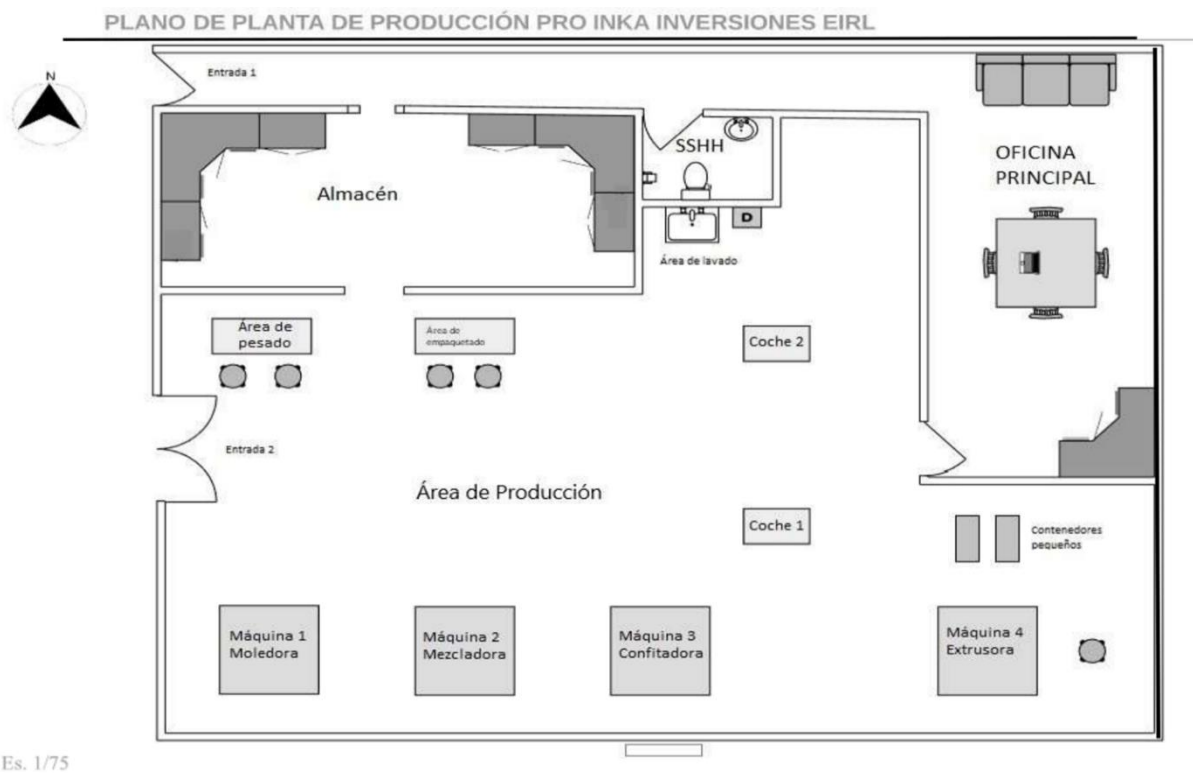 PLANO DE PLANTA DE PRODUCCIÓN PRO INKA INVERSIONES EIRL
N
Entrada 1
SSHH
OFICINA
PRINCIPAL
Almacén
D
Área de lavado
Área de
pesado
Área de
empaquetado
Coche 2
Entrada 2
Área de Producción
Coche 1
Contenedores
pequeños
Máquina 1
Moledora
Máquina 2
Mezcladora
Máquina 3
Confitadora
Máquina 4
Extrusora
Es. 1/75